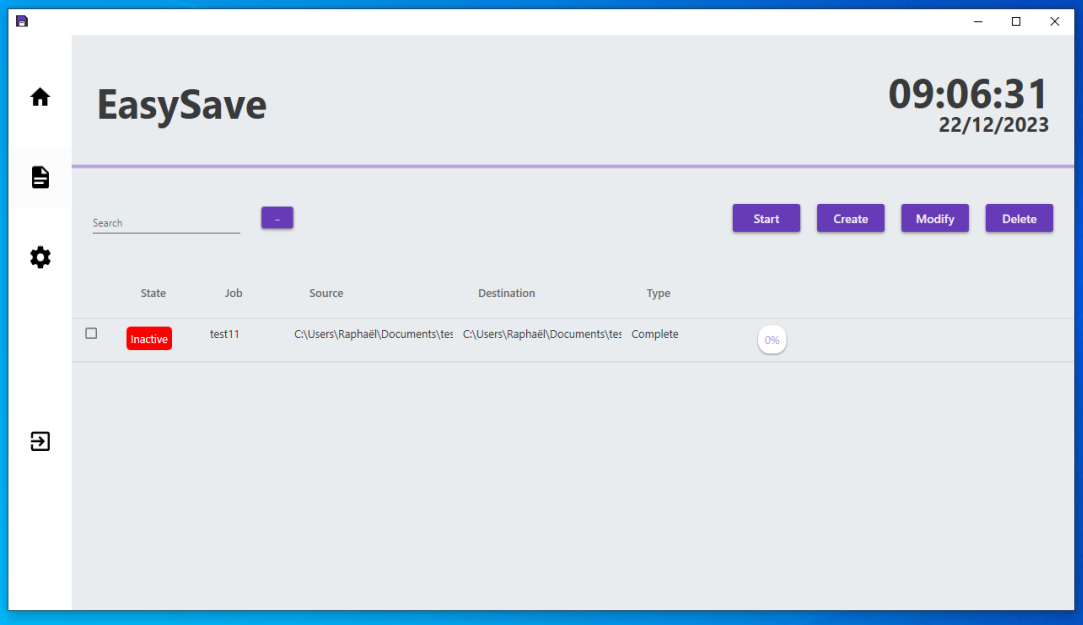 EasySave
09:06:31
22/12/2023
Search
..
Start Create Modify Delete
State Job Source Destination Type
Inactive test11 C:\Users\Raphaël\Documents\tes C:\Users\Raphaël\Documents\tes Complete 0%